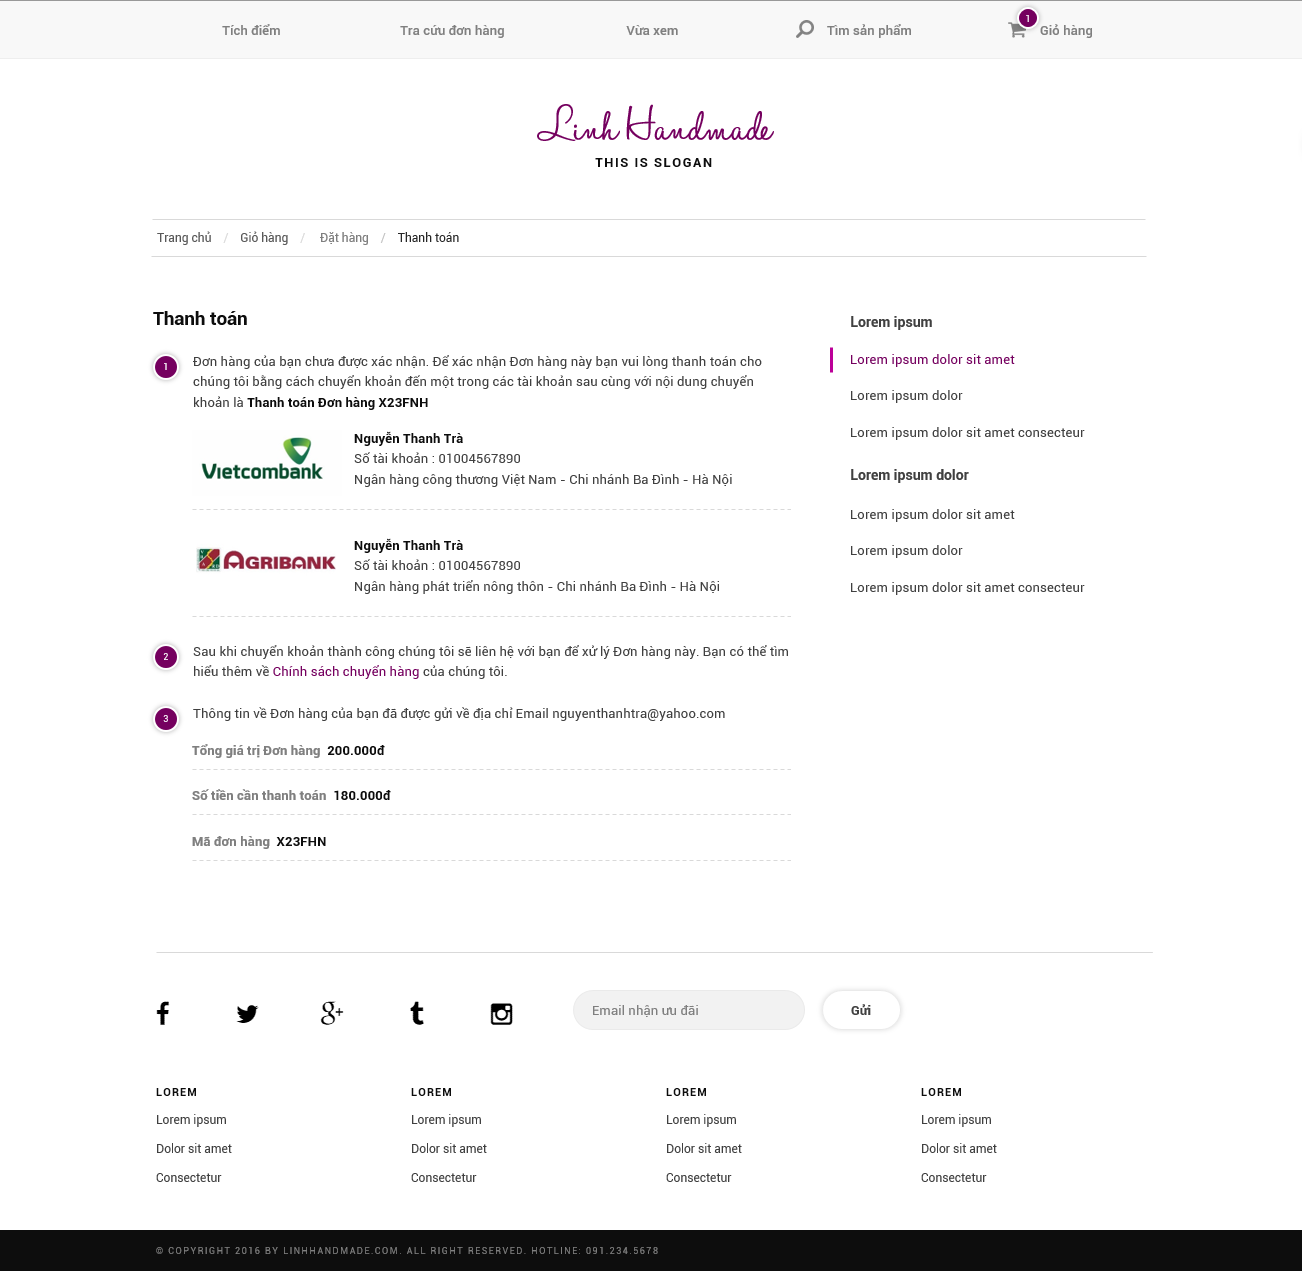 Tích điểm
Tra cứu đơn hàng
Vừa xem
Tìm sản phẩm
1
Giỏ hàng
Linh Handmade
THIS IS SLOGAN
Trang chủ / Giỏ hàng / Đặt hàng / Thanh toán
Thanh toán
1
Đơn hàng của bạn chưa được xác nhận. Để xác nhận Đơn hàng này bạn vui lòng thanh toán cho
chúng tôi bằng cách chuyển khoản đến một trong các tài khoản sau cùng với nội dung chuyển
khoản là Thanh toán Đơn hàng X23FNH
Vietcombank
Nguyễn Thanh Trà
Số tài khoản : 01004567890
Ngân hàng công thương Việt Nam - Chi nhánh Ba Đình - Hà Nội
AGRIBANK
Nguyễn Thanh Trà
Số tài khoản : 01004567890
Ngân hàng phát triển nông thôn - Chi nhánh Ba Đình - Hà Nội
2
Sau khi chuyển khoản thành công chúng tôi sẽ liên hệ với bạn để xử lý Đơn hàng này. Bạn có thể tìm
hiểu thêm về Chính sách chuyển hàng của chúng tôi.
3
Thông tin về Đơn hàng của bạn đã được gửi về địa chỉ Email nguyenthanhtra@yahoo.com
Tổng giá trị Đơn hàng 200.000đ
Số tiền cần thanh toán 180.000đ
Mã đơn hàng X23FHN
Lorem ipsum
Lorem ipsum dolor sit amet
Lorem ipsum dolor
Lorem ipsum dolor sit amet consecteur
Lorem ipsum dolor
Lorem ipsum dolor sit amet
Lorem ipsum dolor
Lorem ipsum dolor sit amet consecteur
Email nhận ưu đãi
Gửi
LOREM
Lorem ipsum
Dolor sit amet
Consectetur
LOREM
Lorem ipsum
Dolor sit amet
Consectetur
LOREM
Lorem ipsum
Dolor sit amet
Consectetur
LOREM
Lorem ipsum
Dolor sit amet
Consectetur
© COPYRIGHT 2016 BY LINHHANDMADE.COM. ALL RIGHT RESERVED. HOTLINE: 091.234.5678